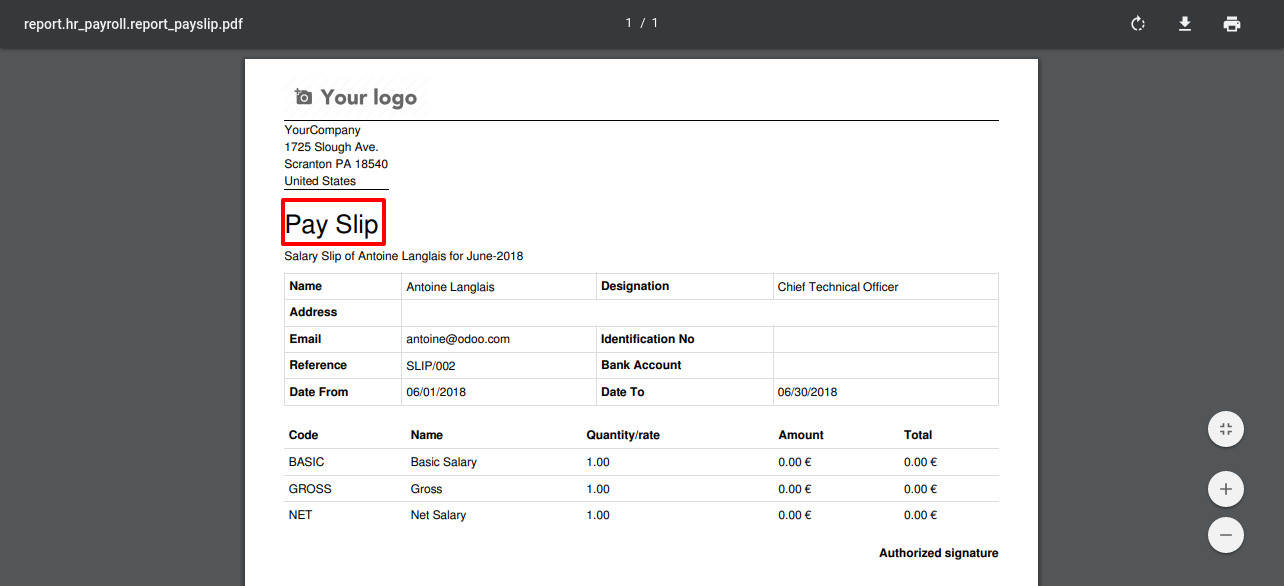 report.hr_payroll.report_payslip.pdf 1 / 1
Your logo
YourCompany
1725 Slough Ave.
Scranton PA 18540
United States
Pay Slip
Salary Slip of Antoine Langlais for June-2018
Name Antoine Langlais Designation Chief Technical Officer
Address
Email antoine@odoo.com Identification No
Reference SLIP/002 Bank Account
Date From 06/01/2018 Date To 06/30/2018
Code Name Quantity/rate Amount Total
BASIC Basic Salary 1.00 0.00 € 0.00 €
GROSS Gross 1.00 0.00 € 0.00 €
NET Net Salary 1.00 0.00 € 0.00 €
Authorized signature